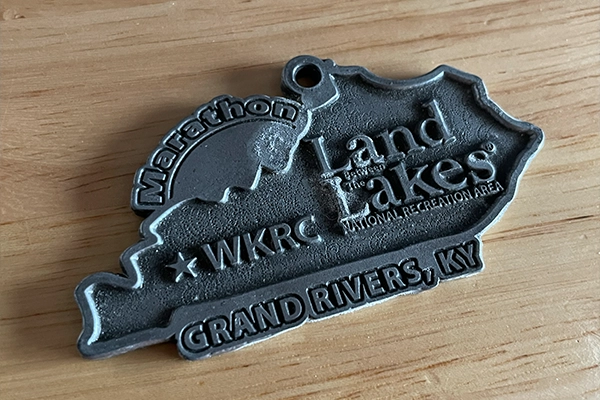 Marathon
Land
Between
the
Lakes®
NATIONAL RECREATION AREA
WKRC
GRAND RIVERS, KY